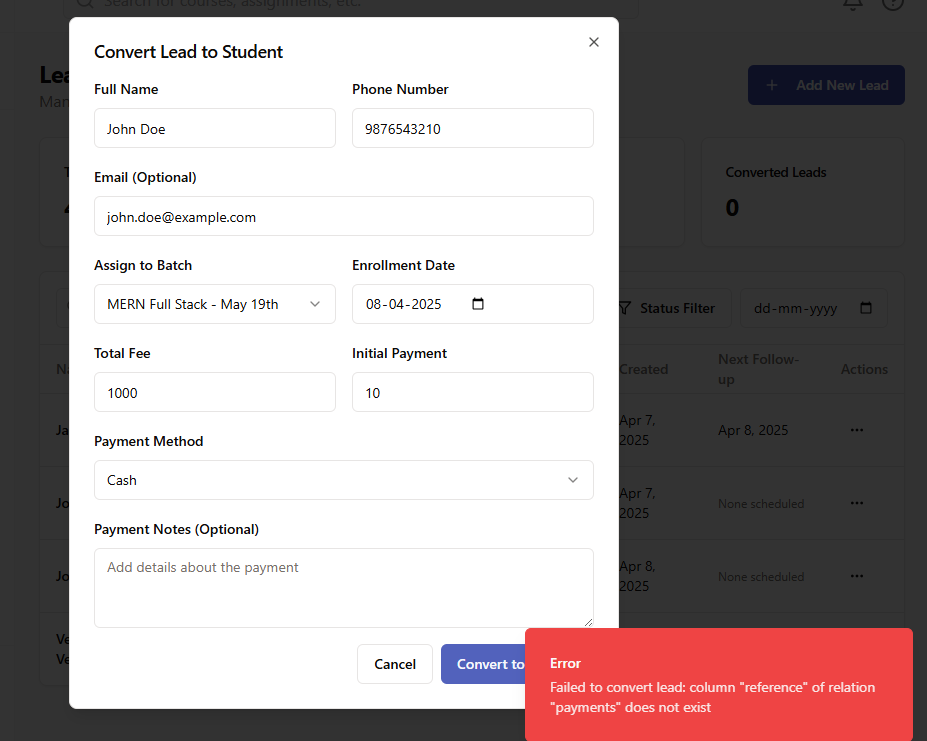 Search for courses, assignments, etc.
Convert Lead to Student
Full Name
Phone Number
John Doe
9876543210
Email (Optional)
john.doe@example.com
Assign to Batch
Enrollment Date
MERN Full Stack - May 19th
08-04-2025
Total Fee
Initial Payment
1000
10
Payment Method
Cash
Payment Notes (Optional)
Add details about the payment
Cancel
Convert to
Add New Lead
Converted Leads
0
Status Filter
dd-mm-yyyy
Created
Next Follow-
up
Actions
Apr 7,
2025
Apr 8, 2025
Apr 7,
2025
None scheduled
Apr 8,
2025
None scheduled
Error
Failed to convert lead: column "reference" of relation
"payments" does not exist